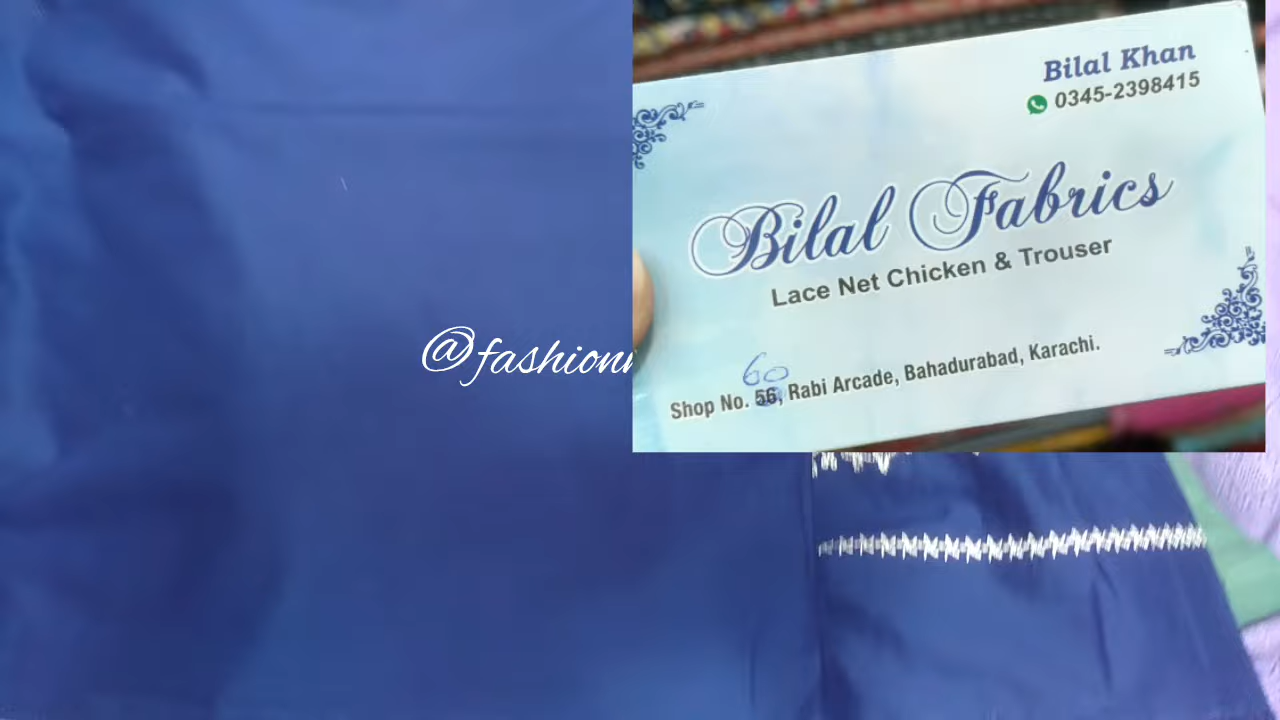 Bilal Khan
0345-2398415
Bilal Fabrics
Lace Net Chicken & Trouser
60
Shop No. 56, Rabi Arcade, Bahadurabad, Karachi.